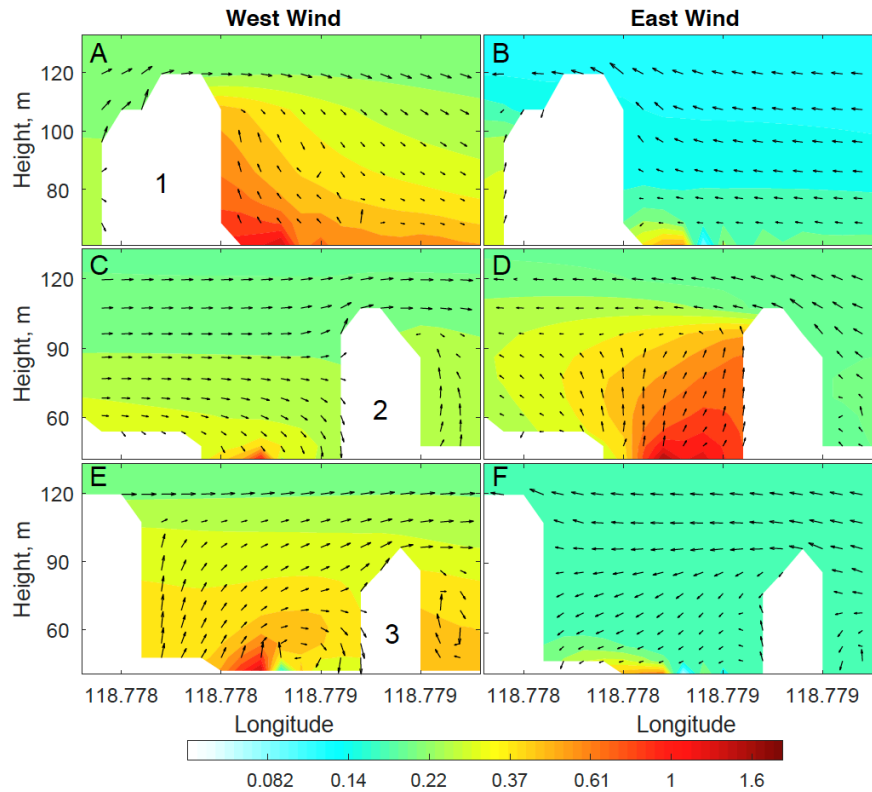 West Wind East Wind
A B
120
100
80
1
Height, m
C D
120
90
60
2
Height, m
E F
120
90
60
3
Height, m
118.778 118.778 118.779 118.779 118.778 118.778 118.779 118.779
Longitude Longitude
0.082 0.14 0.22 0.37 0.61 1 1.6